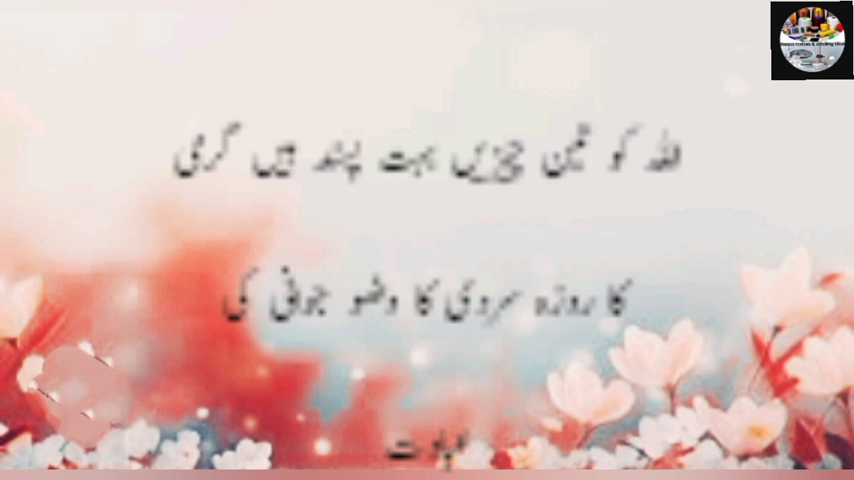 اللہ کو تین چیزیں بہت پسند ہیں گرمی
کا روزہ سردی کا وضو جوانی کی